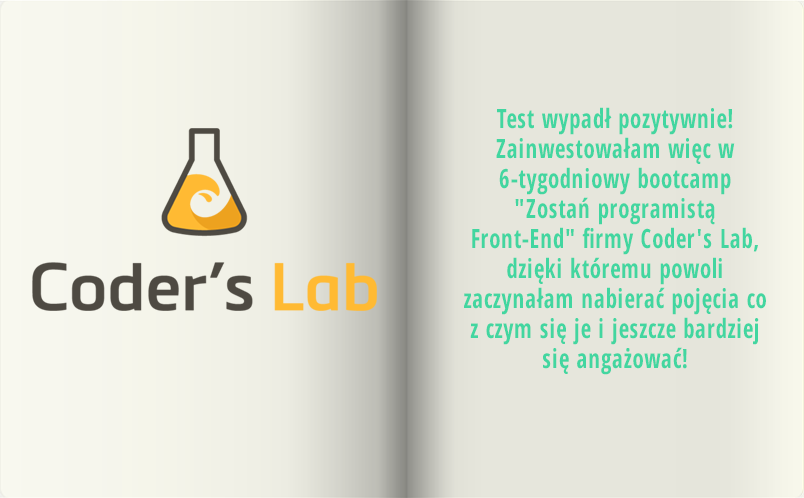 Coder's Lab
Test wypadł pozytywnie!
Zainwestowałam więc w
6-tygodniowy bootcamp
"Zostań programistą
Front-End" firmy Coder's Lab,
dzięki któremu powoli
zaczynałam nabierać pojęcia co
z czym się je i jeszcze bardziej
się angażować!